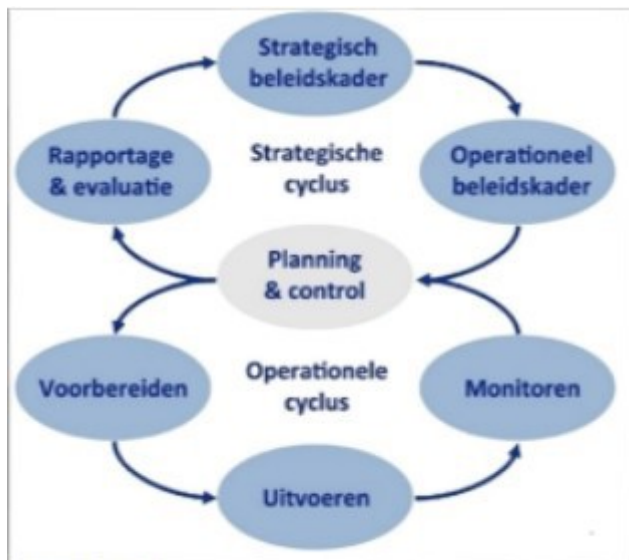 Strategisch
beleidskader
Rapportage
& evaluatie
Strategische
cyclus
Operationeel
beleidskader
Planning
& control
Voorbereiden
Operationele
cyclus
Monitoren
Uitvoeren